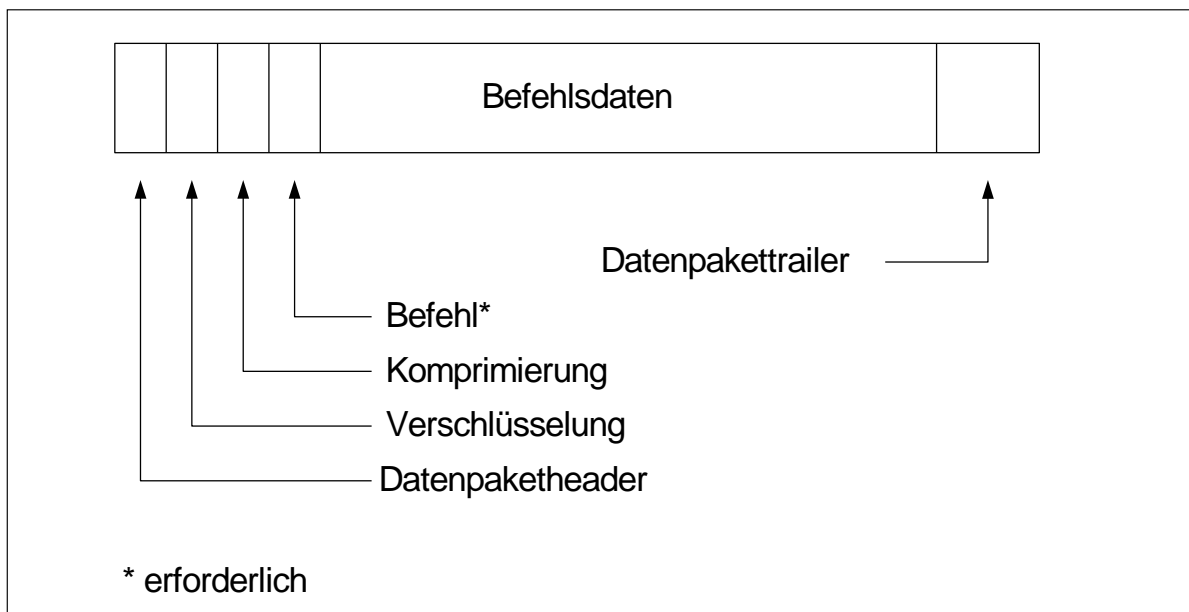 Befehlsdaten
Datenpakettrailer
Befehl*
Komprimierung
Verschlüsselung
Datenpaketheader
* erforderlich